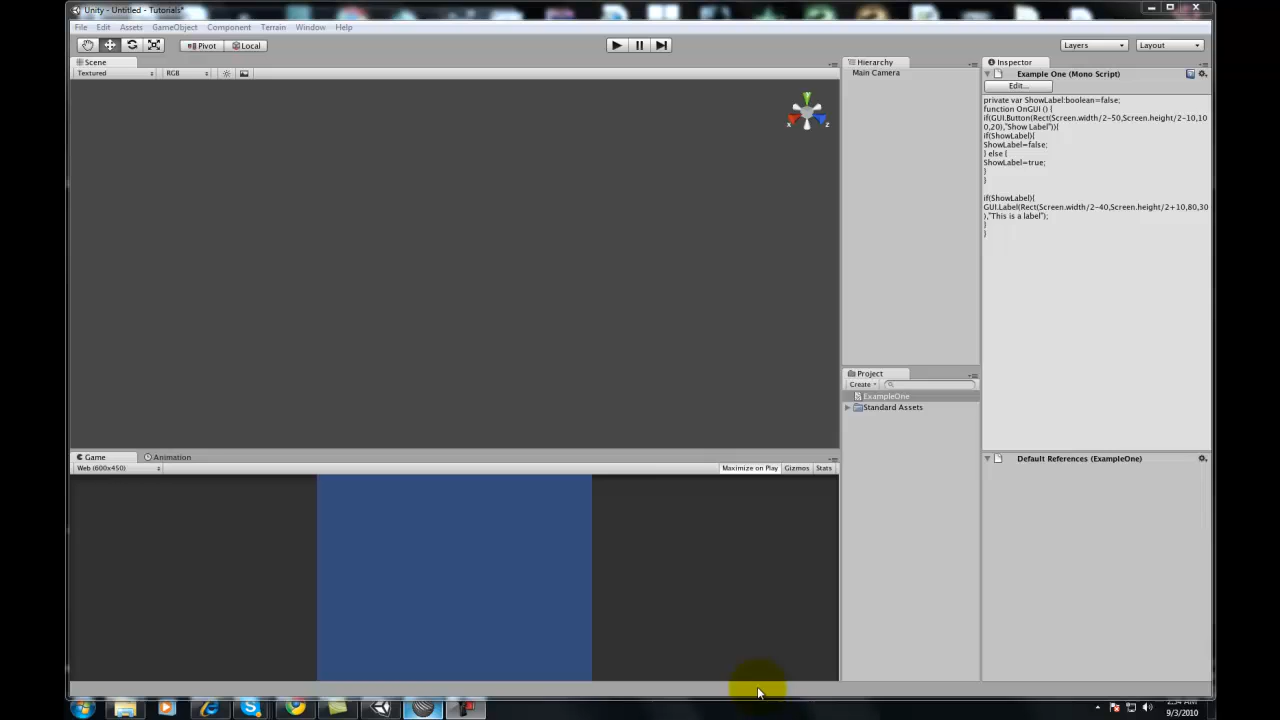 Unity - Untitled - Tutorials*
File Edit Assets GameObject Component Terrain Window Help
Pivot Local Layers Layout
Scene
Textured RGB
Hierarchy
Main Camera
Inspector
Example One (Mono Script)
Edit...
private var ShowLabel:boolean=false;
function OnGUI () {
if(GUI.Button(Rect(Screen.width/2-50,Screen.height/2-10,10
0,20),"Show Label")){
if(ShowLabel){
ShowLabel=false;
} else {
ShowLabel=true;
}
}
if(ShowLabel){
GUI.Label(Rect(Screen.width/2-40,Screen.height/2+10,80,30
),"This is a label");
}
}
Project
Create
ExampleOne
Standard Assets
Game Animation
Web (600x450) Maximize on Play Gizmos Stats
Default References (ExampleOne)
9/3/2010